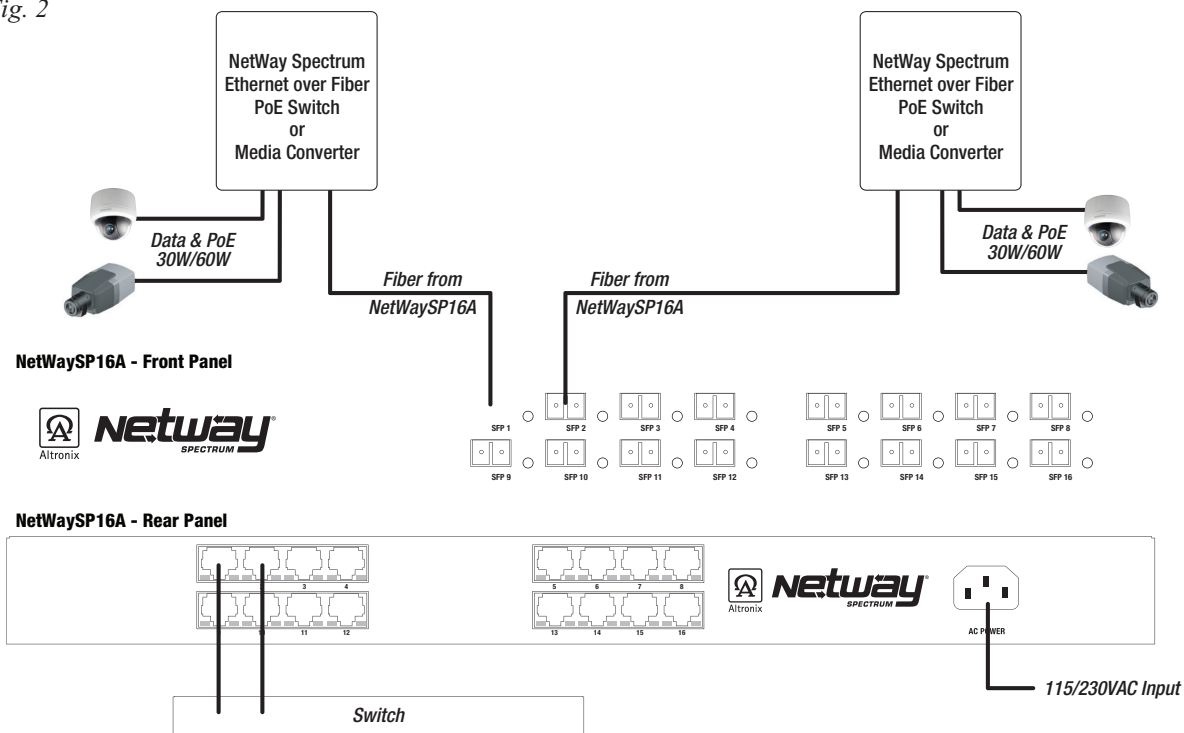 Fig. 2
NetWay Spectrum
Ethernet over Fiber
PoE Switch
or
Media Converter
NetWay Spectrum
Ethernet over Fiber
PoE Switch
or
Media Converter
Data & PoE
30W/60W
Data & PoE
30W/60W
Fiber from
NetWaySP16A
Fiber from
NetWaySP16A
NetWaySP16A - Front Panel
Altronix
Netway®
SPECTRUM
SFP 1
SFP 2
SFP 3
SFP 4
SFP 5
SFP 6
SFP 7
SFP 8
SFP 9
SFP 10
SFP 11
SFP 12
SFP 13
SFP 14
SFP 15
SFP 16
NetWaySP16A - Rear Panel
3
4
5
6
7
8
10
11
12
13
14
15
16
Altronix
Netway®
SPECTRUM
AC POWER
115/230VAC Input
Switch